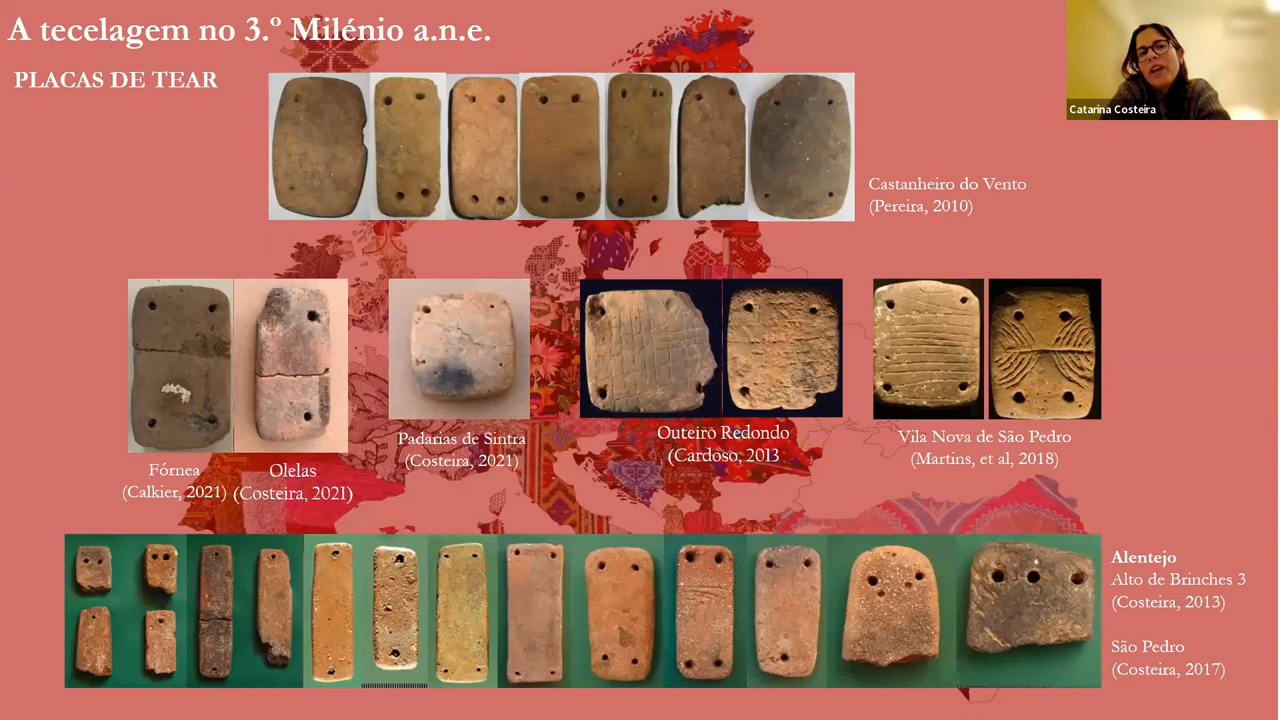 A tecelagem no 3.º Milénio a.n.e.
PLACAS DE TEAR
Catarina Costeira
Castanheiro do Vento
(Pereira, 2010)
Fórnea
(Calkier, 2021)
Olelas
(Costeira, 2021)
Padarias de Sintra
(Costeira, 2021)
Outeiro Redondo
(Cardoso, 2013
Vila Nova de São Pedro
(Martins, et al, 2018)
Alentejo
Alto de Brinches 3
(Costeira, 2013)
São Pedro
(Costeira, 2017)